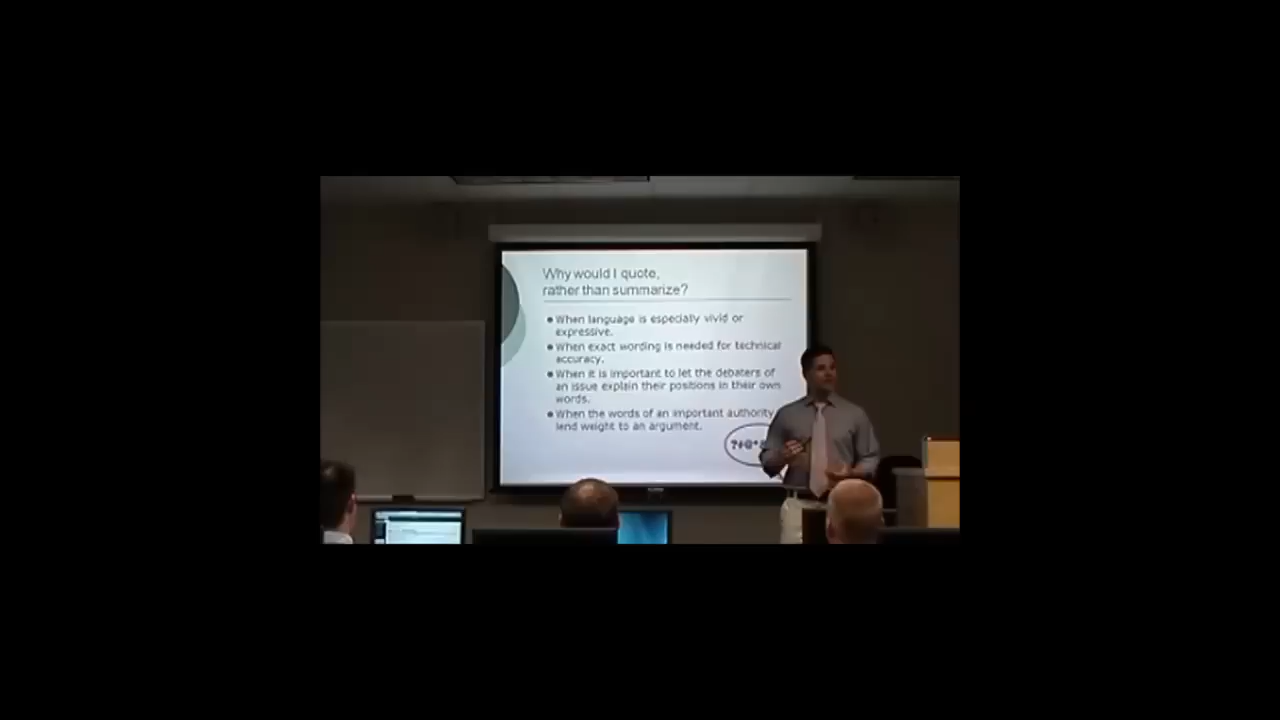 Why would I quote,
rather than summarize?
When language is especially vivid or
expressive.
When exact wording is needed for technical
accuracy.
When it is important to let the debaters of
an issue explain their positions in their own
words.
When the words of an important authority
lend weight to an argument.